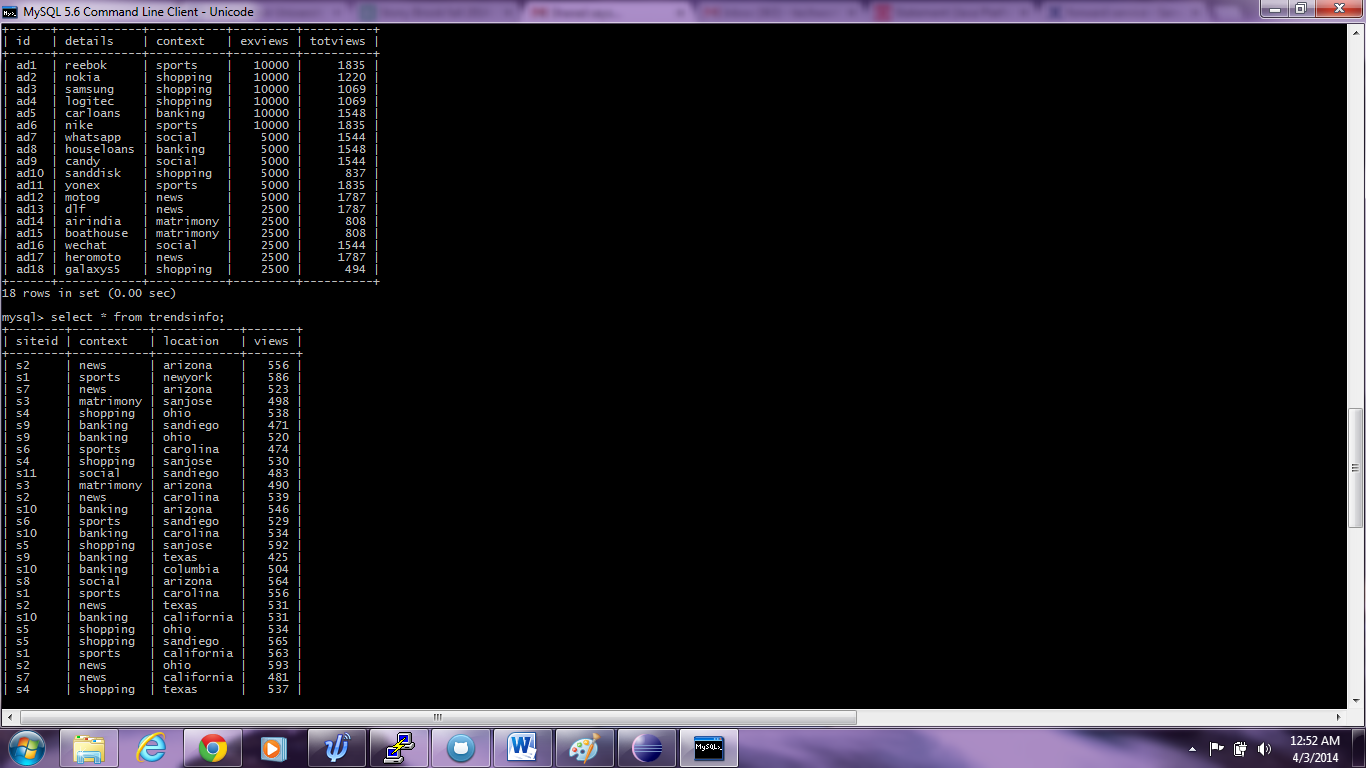 MySQL 5.6 Command Line Client - Unicode
+------+------------+-----------+---------+----------+
| id | details | context | exviews | totviews |
+------+------------+-----------+---------+----------+
| ad1 | reebok | sports | 10000 | 1835 |
| ad2 | nokia | shopping | 10000 | 1220 |
| ad3 | samsung | shopping | 10000 | 1069 |
| ad4 | logitec | shopping | 10000 | 1069 |
| ad5 | carloans | banking | 10000 | 1548 |
| ad6 | nike | sports | 10000 | 1835 |
| ad7 | whatsapp | social | 5000 | 1544 |
| ad8 | houseloans | banking | 5000 | 1548 |
| ad9 | candy | social | 5000 | 1544 |
| ad10 | sanddisk | shopping | 5000 | 837 |
| ad11 | yonex | sports | 5000 | 1835 |
| ad12 | motog | news | 5000 | 1787 |
| ad13 | dlf | news | 2500 | 1787 |
| ad14 | airindia | matrimony | 2500 | 808 |
| ad15 | boathouse | matrimony | 2500 | 808 |
| ad16 | wechat | social | 2500 | 1544 |
| ad17 | heromoto | news | 2500 | 1787 |
| ad18 | galaxys5 | shopping | 2500 | 494 |
+------+------------+-----------+---------+----------+
18 rows in set (0.00 sec)
mysql> select * from trendsinfo;
+--------+-----------+------------+-------+
| siteid | context | location | views |
+--------+-----------+------------+-------+
| s2 | news | arizona | 556 |
| s1 | sports | newyork | 586 |
| s7 | news | arizona | 523 |
| s3 | matrimony | sanjose | 498 |
| s4 | shopping | ohio | 538 |
| s9 | banking | sandiego | 471 |
| s9 | banking | ohio | 520 |
| s6 | sports | carolina | 474 |
| s4 | shopping | sanjose | 530 |
| s11 | social | sandiego | 483 |
| s3 | matrimony | arizona | 490 |
| s2 | news | carolina | 539 |
| s10 | banking | arizona | 546 |
| s6 | sports | sandiego | 529 |
| s10 | banking | carolina | 534 |
| s5 | shopping | sanjose | 592 |
| s9 | banking | texas | 425 |
| s10 | banking | columbia | 504 |
| s8 | social | arizona | 564 |
| s1 | sports | carolina | 556 |
| s2 | news | texas | 531 |
| s10 | banking | california | 531 |
| s5 | shopping | ohio | 534 |
| s5 | shopping | sandiego | 565 |
| s1 | sports | california | 563 |
| s2 | news | ohio | 593 |
| s7 | news | california | 481 |
| s4 | shopping | texas | 537 |
12:52 AM
4/3/2014